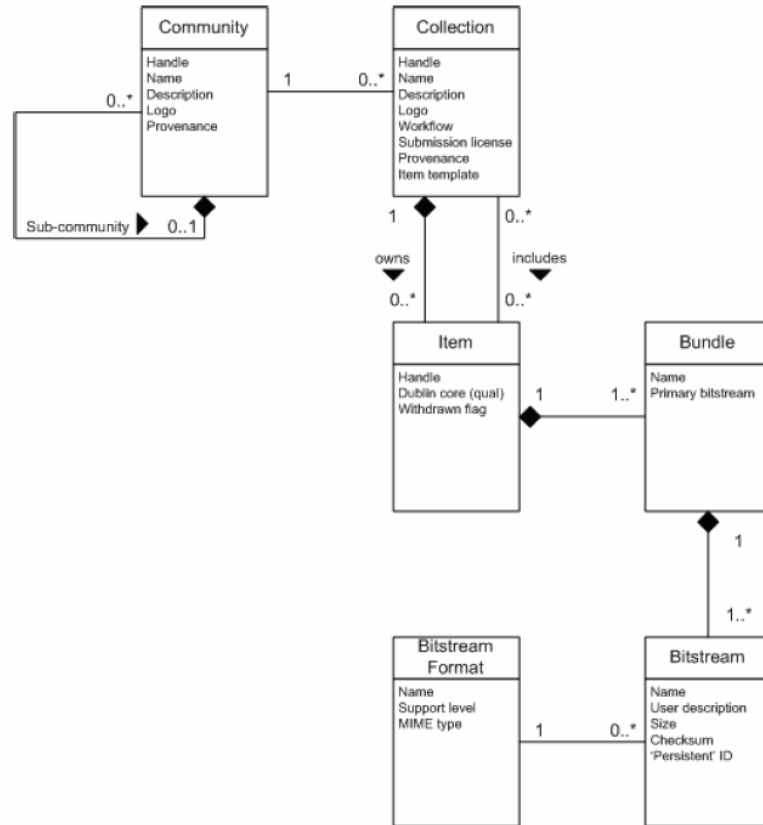 Community
Handle
Name
Description
Logo
Provenance
0..*
Sub-community
0..1
1
0..*
Collection
Handle
Name
Description
Logo
Workflow
Submission license
Provenance
Item template
1
0..*
owns
includes
0..*
0..*
Item
Handle
Dublin core (qual)
Withdrawn flag
1
1..*
Bundle
Name
Primary bitstream
1
1..*
Bitstream
Format
Name
Support level
MIME type
1
0..*
Bitstream
Name
User description
Size
Checksum
‘Persistent’ ID